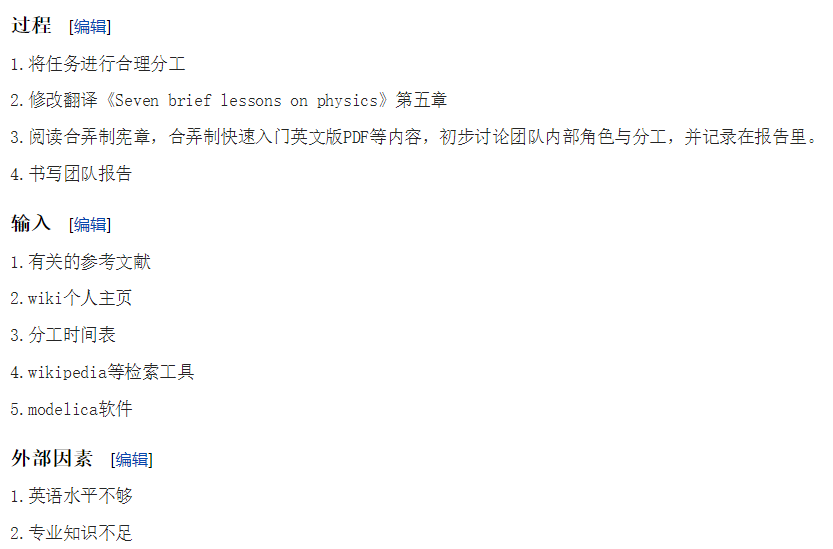 过程 [编辑]
1.将任务进行合理分工
2.修改翻译《Seven brief lessons on physics》第五章
3.阅读合弄制宪章，合弄制快速入门英文版PDF等内容，初步讨论团队内部角色与分工，并记录在报告里。
4.书写团队报告
输入 [编辑]
1.有关的参考文献
2.wiki个人主页
3.分工时间表
4.wikipedia等检索工具
5.modelica软件
外部因素 [编辑]
1.英语水平不够
2.专业知识不足